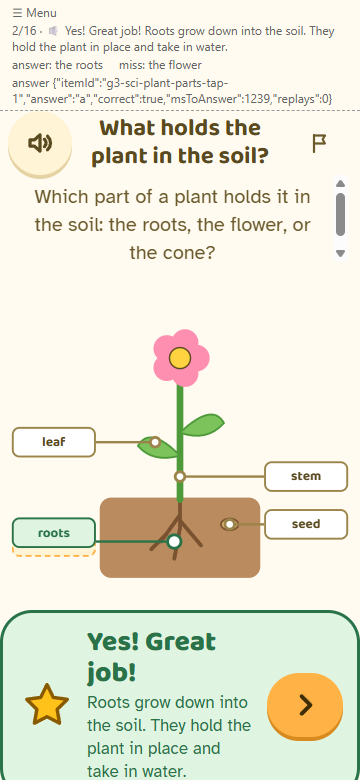 ☰ Menu
2/16 · 🔊 Yes! Great job! Roots grow down into the soil. They
hold the plant in place and take in water.
answer: the roots miss: the flower
answer {"itemId":"g3-sci-plant-parts-tap-
1","answer":"a","correct":true,"msToAnswer":1239,"replays":0}
What holds the
plant in the soil?
Which part of a plant holds it in
the soil: the roots, the flower, or
the cone?
leaf
stem
seed
roots
Yes! Great
job!
Roots grow down into
the soil. They hold the
plant in place and
take in water.